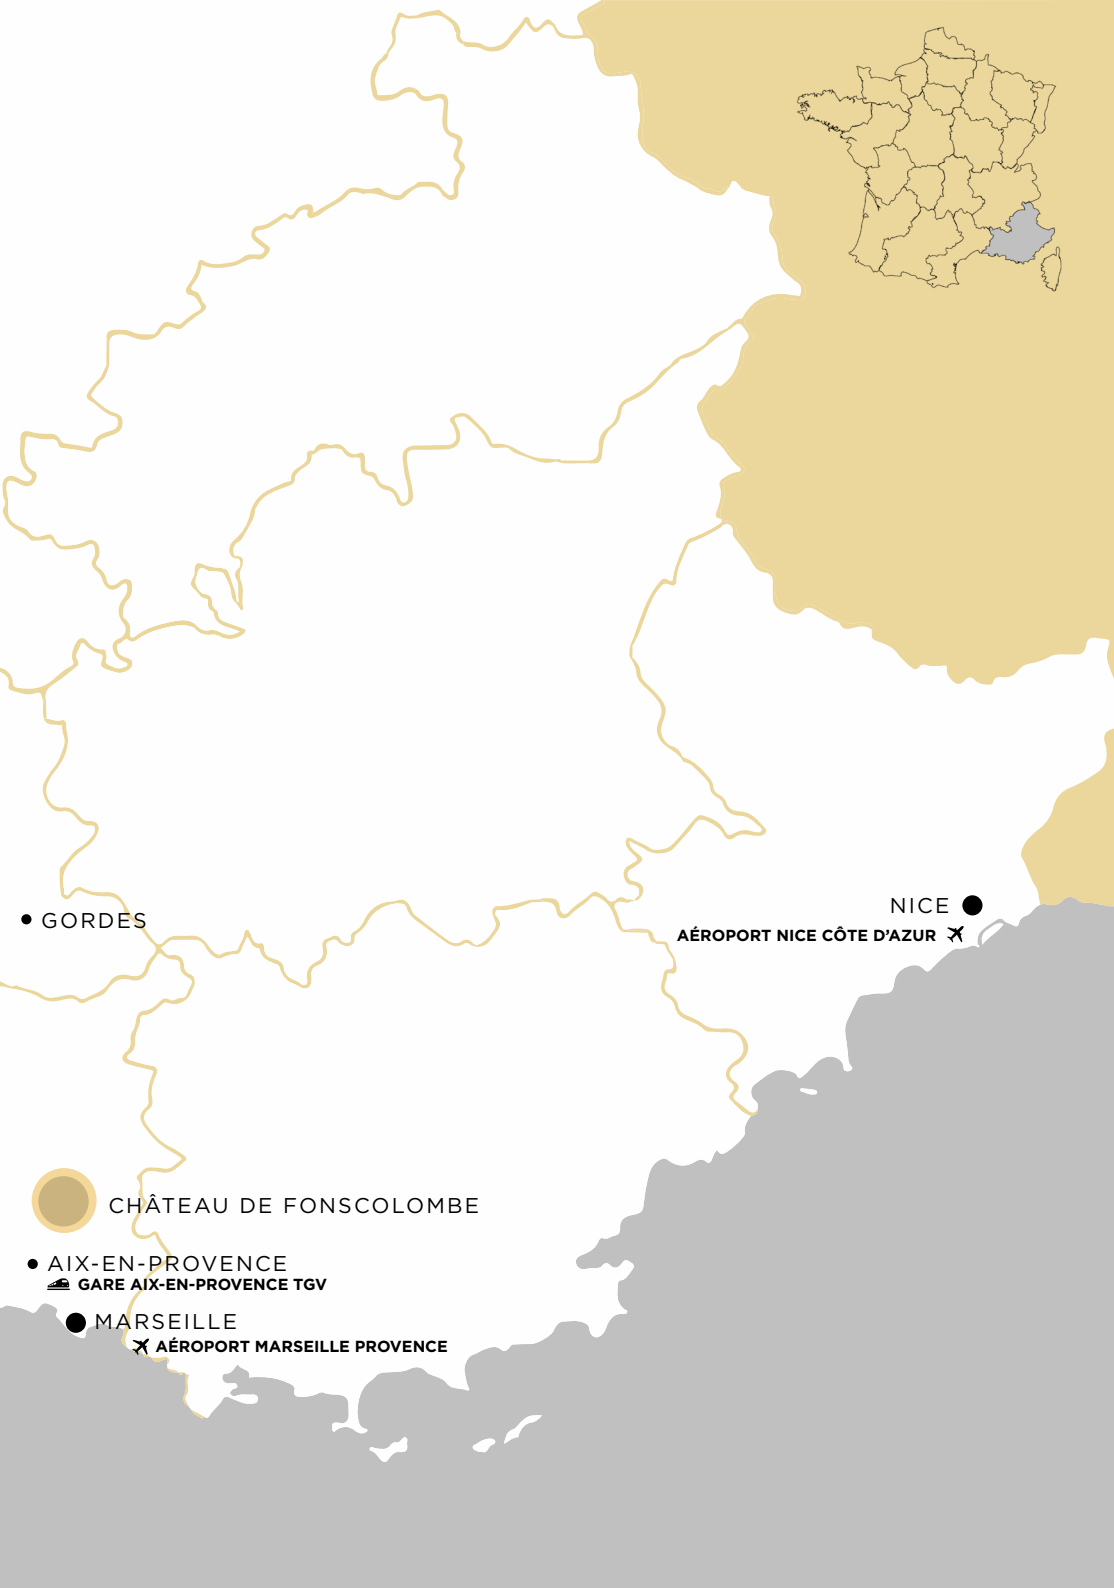 NICE
AÉROPORT NICE CÔTE D’AZUR
GORDES
CHÂTEAU DE FONSCOLOMBE
AIX-EN-PROVENCE
GARE AIX-EN-PROVENCE TGV
MARSEILLE
AÉROPORT MARSEILLE PROVENCE